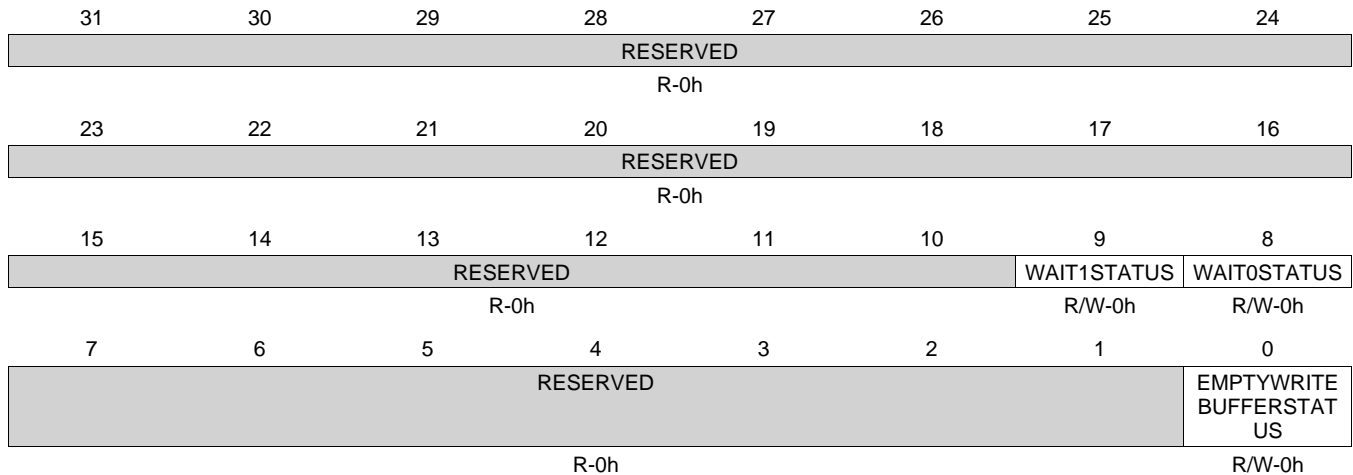 31 30 29 28 27 26 25 24
RESERVED
R-0h
23 22 21 20 19 18 17 16
RESERVED
R-0h
15 14 13 12 11 10 9 8
RESERVED WAIT1STATUS WAIT0STATUS
R-0h R/W-0h R/W-0h
7 6 5 4 3 2 1 0
RESERVED EMPTYWRITE
BUFFERSTAT
US
R-0h R/W-0h